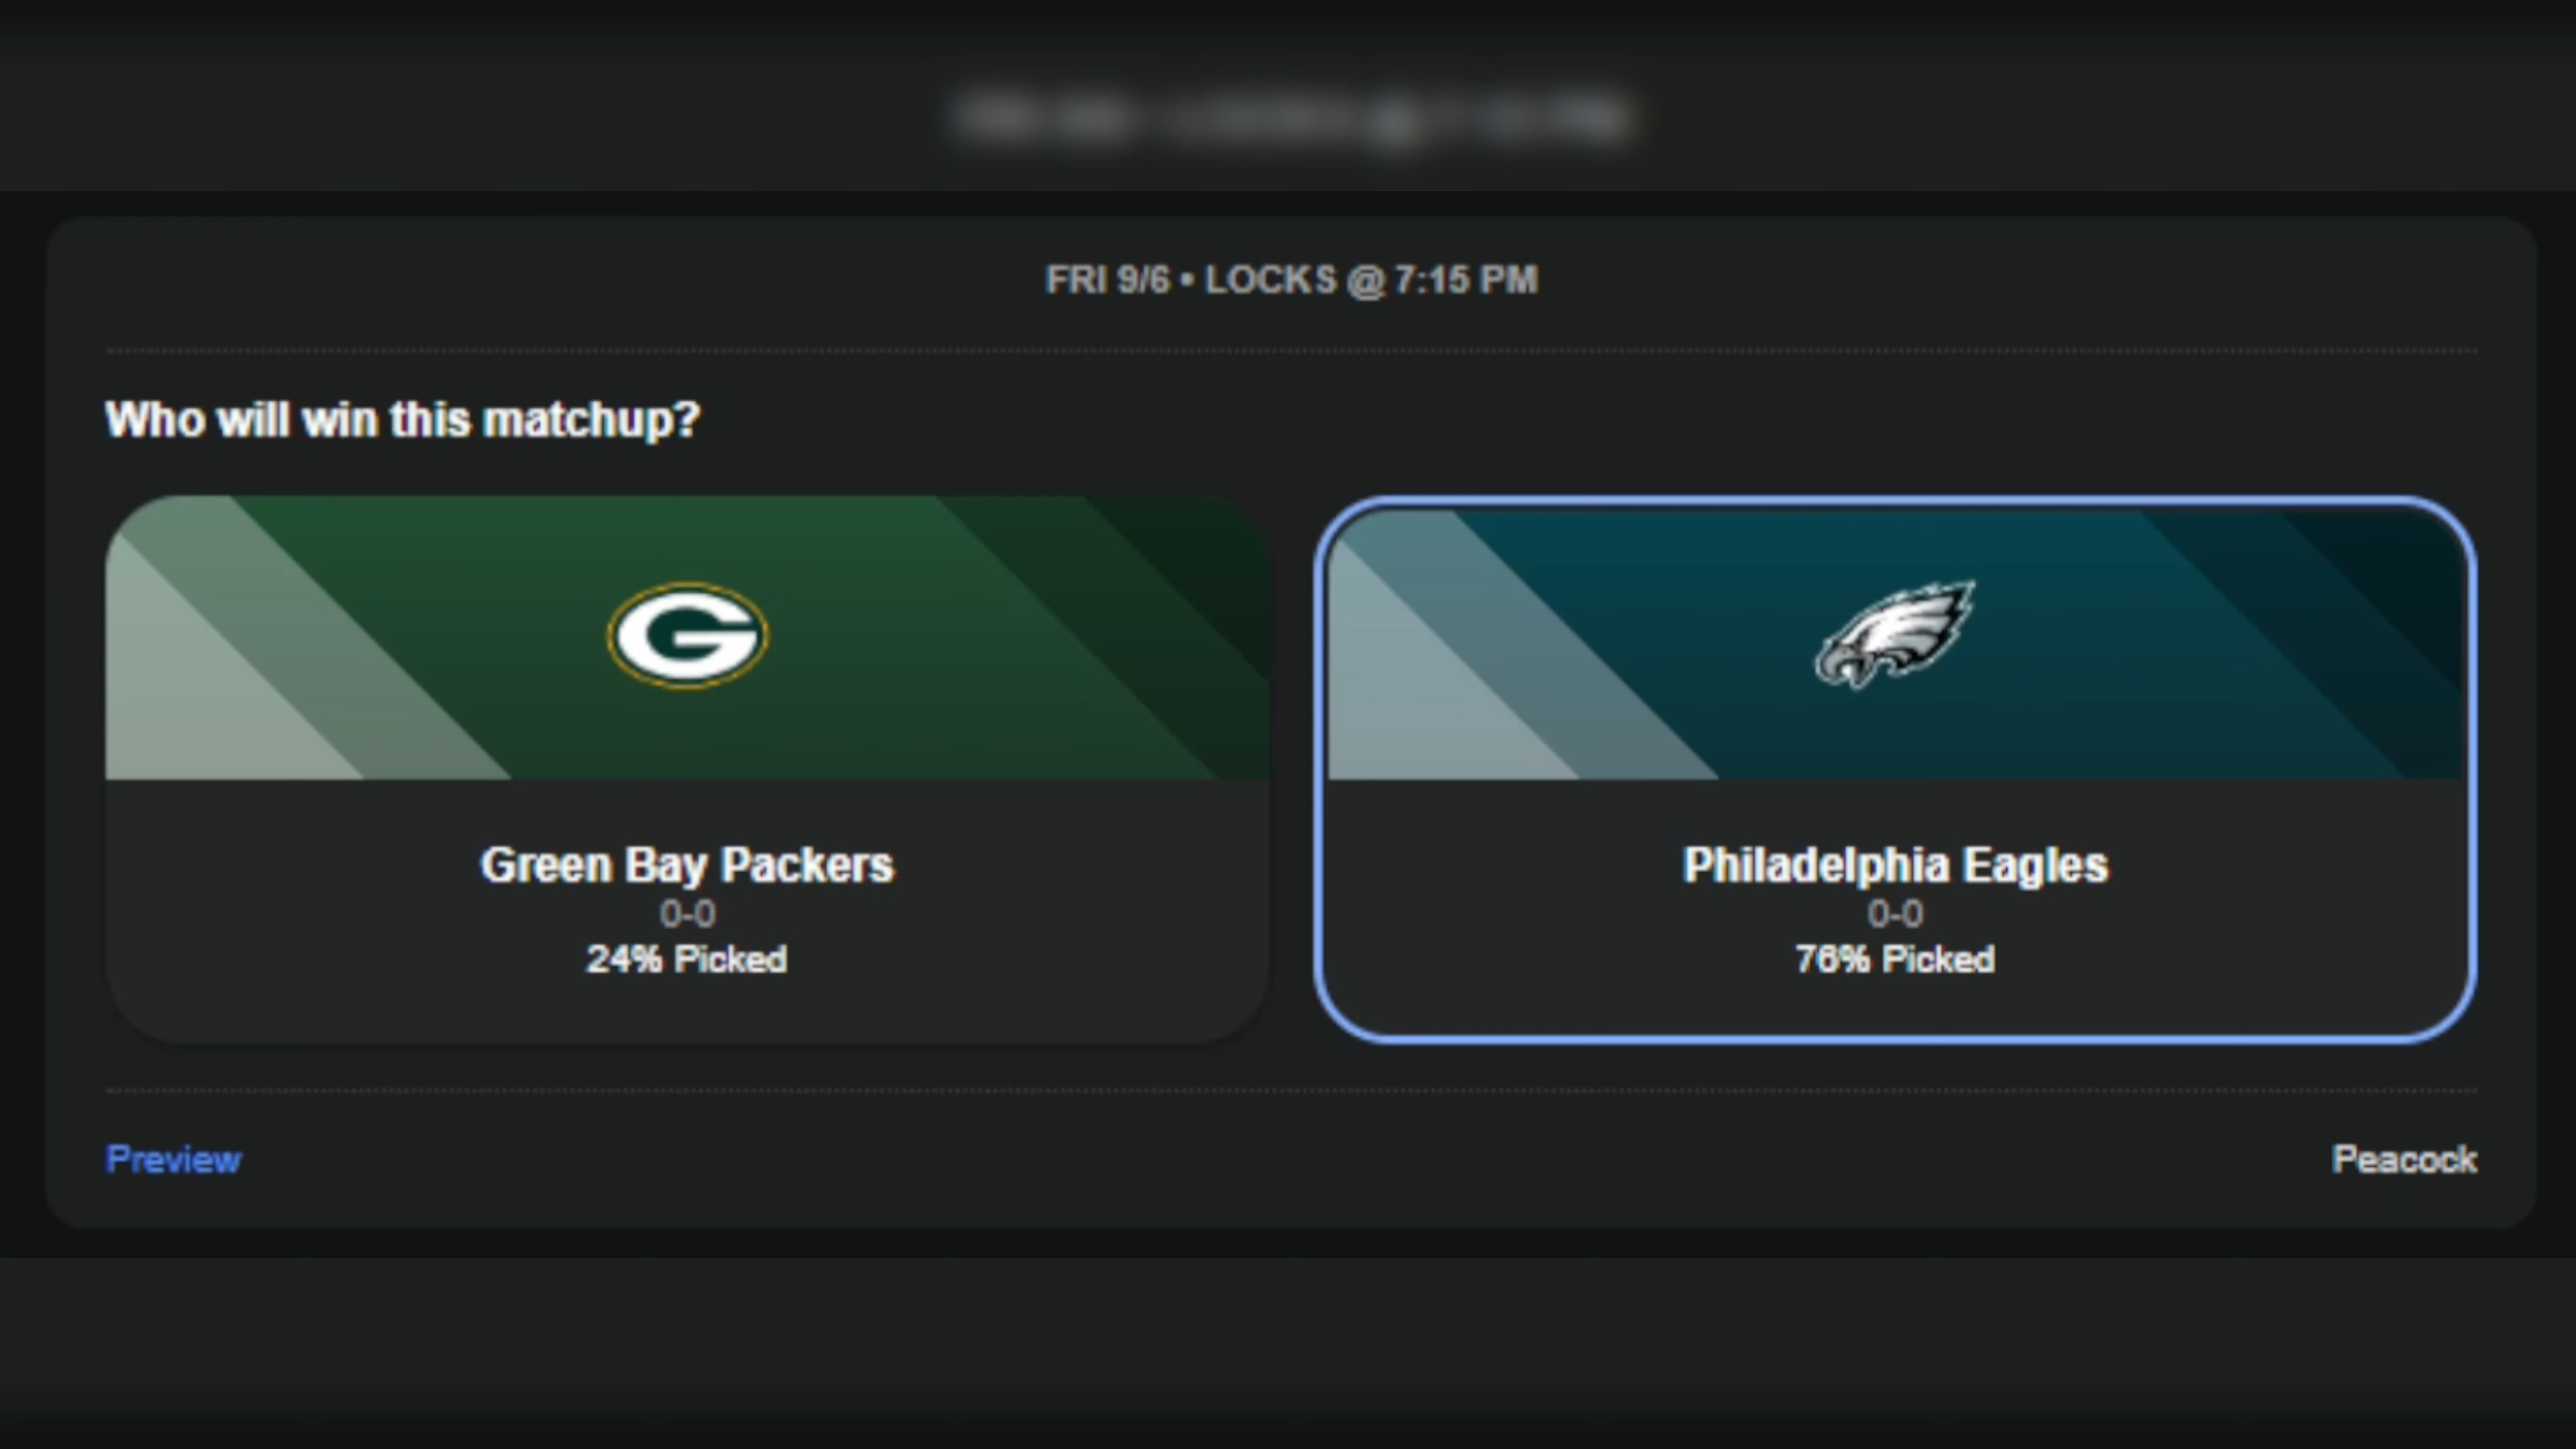 FRI 9/6 • LOCKS @ 7:15 PM
Who will win this matchup?
G
Green Bay Packers
0-0
24% Picked
Philadelphia Eagles
0-0
76% Picked
Preview
Peacock